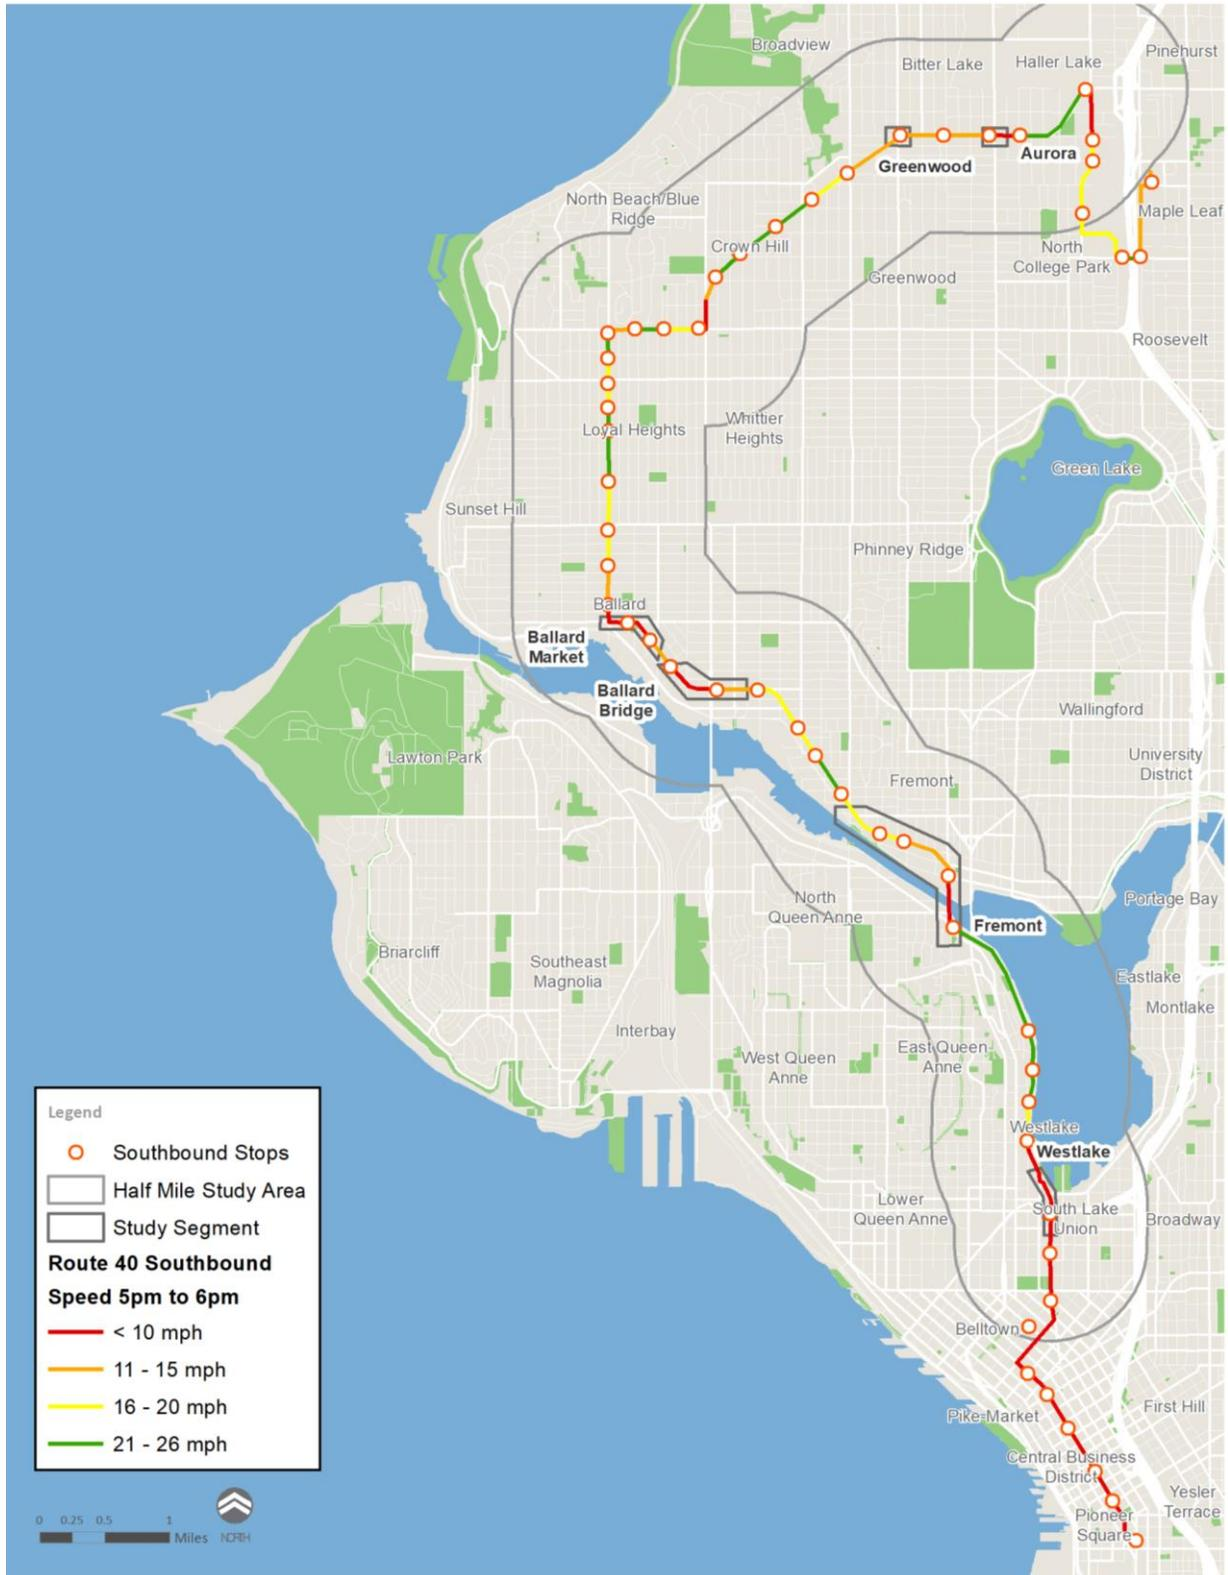 Broadview
Pinehurst
Bitter Lake
Haller Lake
Aurora
Greenwood
North Beach/Blue
Ridge
Maple Leaf
Crown Hill
North
College Park
Greenwood
Roosevelt
Whittier
Heights
Loyal Heights
Green Lake
Sunset Hill
Phinney Ridge
Ballard
Ballard
Market
Ballard
Bridge
Wallingford
Lawton Park
University
District
Fremont
Portage Bay
North
Queen Anne
Fremont
Briarcliff
Southeast
Magnolia
Eastlake
Montlake
Interbay
West Queen
Anne
East Queen
Anne
Westlake
Westlake
Lower
Queen Anne
South Lake
Union
Broadway
Belltown
Pike-Market
First Hill
Central Business
District
Yesler
Terrace
Pioneer
Square
Legend
Southbound Stops
Half Mile Study Area
Study Segment
Route 40 Southbound
Speed 5pm to 6pm
< 10 mph
11 - 15 mph
16 - 20 mph
21 - 26 mph
0 0.25 0.5 1
Miles
NORTH